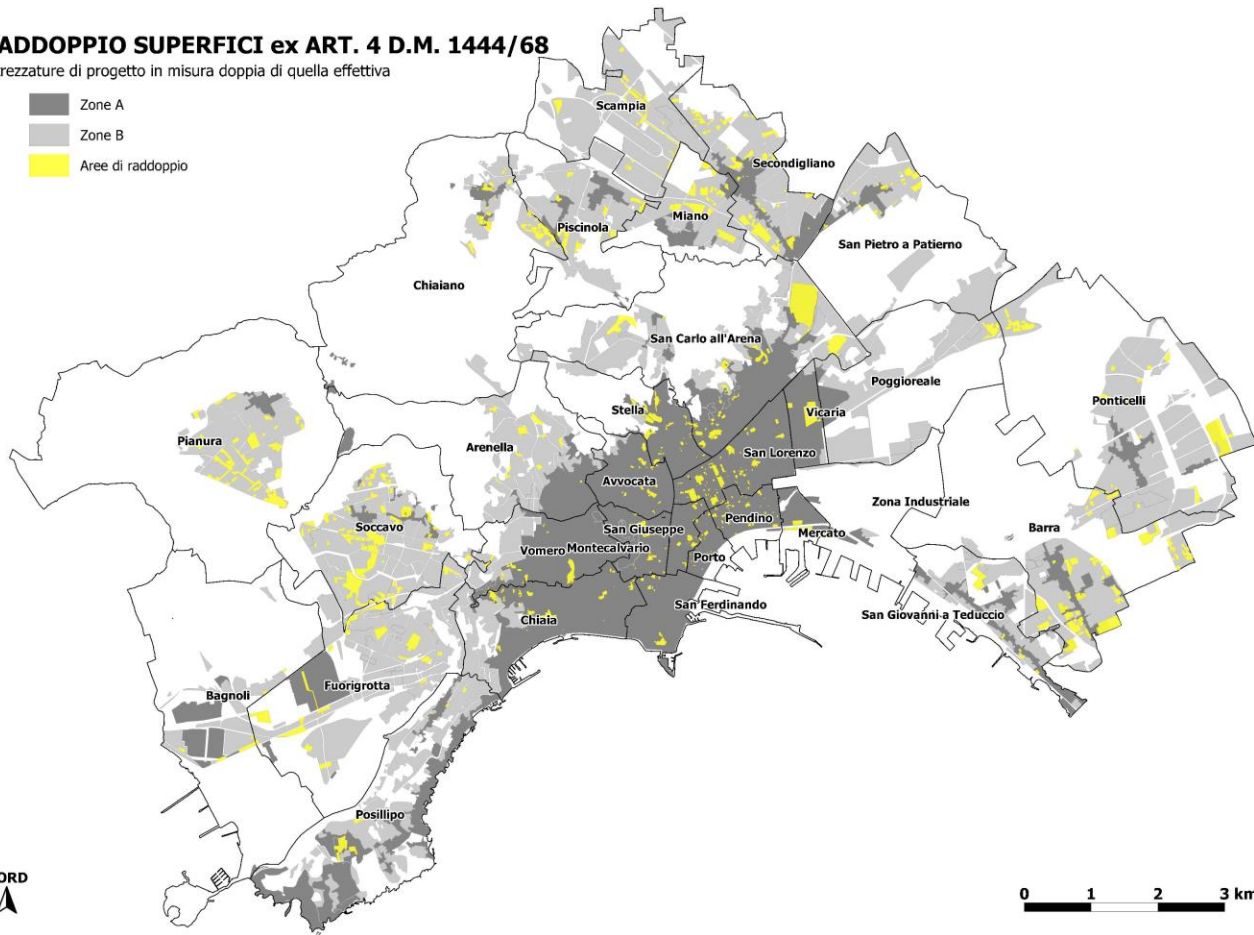 ADDOPPIO SUPERFICI ex ART. 4 D.M. 1444/68
rezzature di progetto in misura doppia di quella effettiva
Zone A
Zone B
Aree di raddoppio
Scampia
Secondigliano
Miano
Piscinola
San Pietro a Patierno
Chiaiano
San Carlo all'Arena
Poggioreale
Ponticelli
Stella
Vicaria
Pianura
Arenella
San Lorenzo
Avvocata
Zona Industriale
Soccavo
San Giuseppe
Pendino
Barra
Mercato
Vomero
Montecalvario
Porto
San Ferdinando
San Giovanni a Teduccio
Chiaia
Fuorigrotta
Bagnoli
Posillipo
ORD
0 1 2 3 km